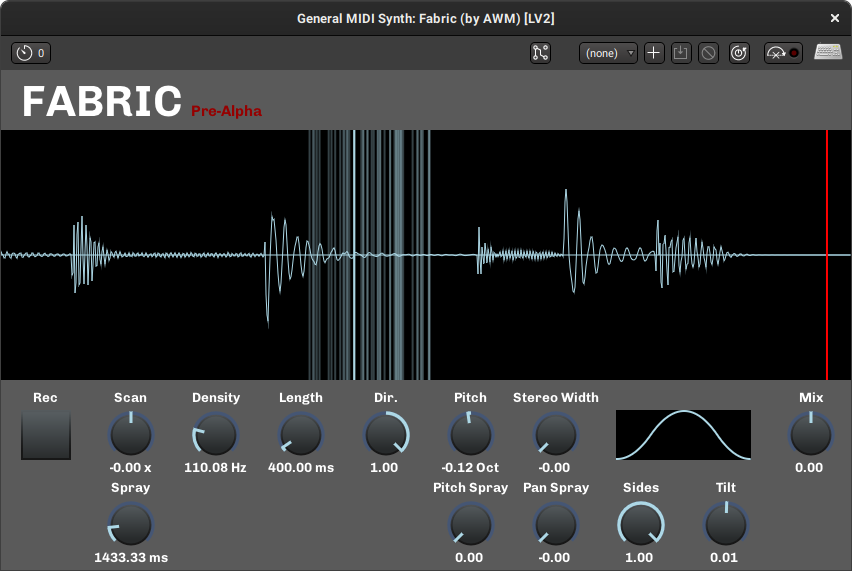 General MIDI Synth: Fabric (by AWM) [LV2]
0
(none)
FABRIC Pre-Alpha
Rec Scan Density Length Dir. Pitch Stereo Width Mix
-0.00 x 110.08 Hz 400.00 ms 1.00 -0.12 Oct -0.00 0.00
Spray Pitch Spray Pan Spray Sides Tilt
1433.33 ms 0.00 -0.00 1.00 0.01